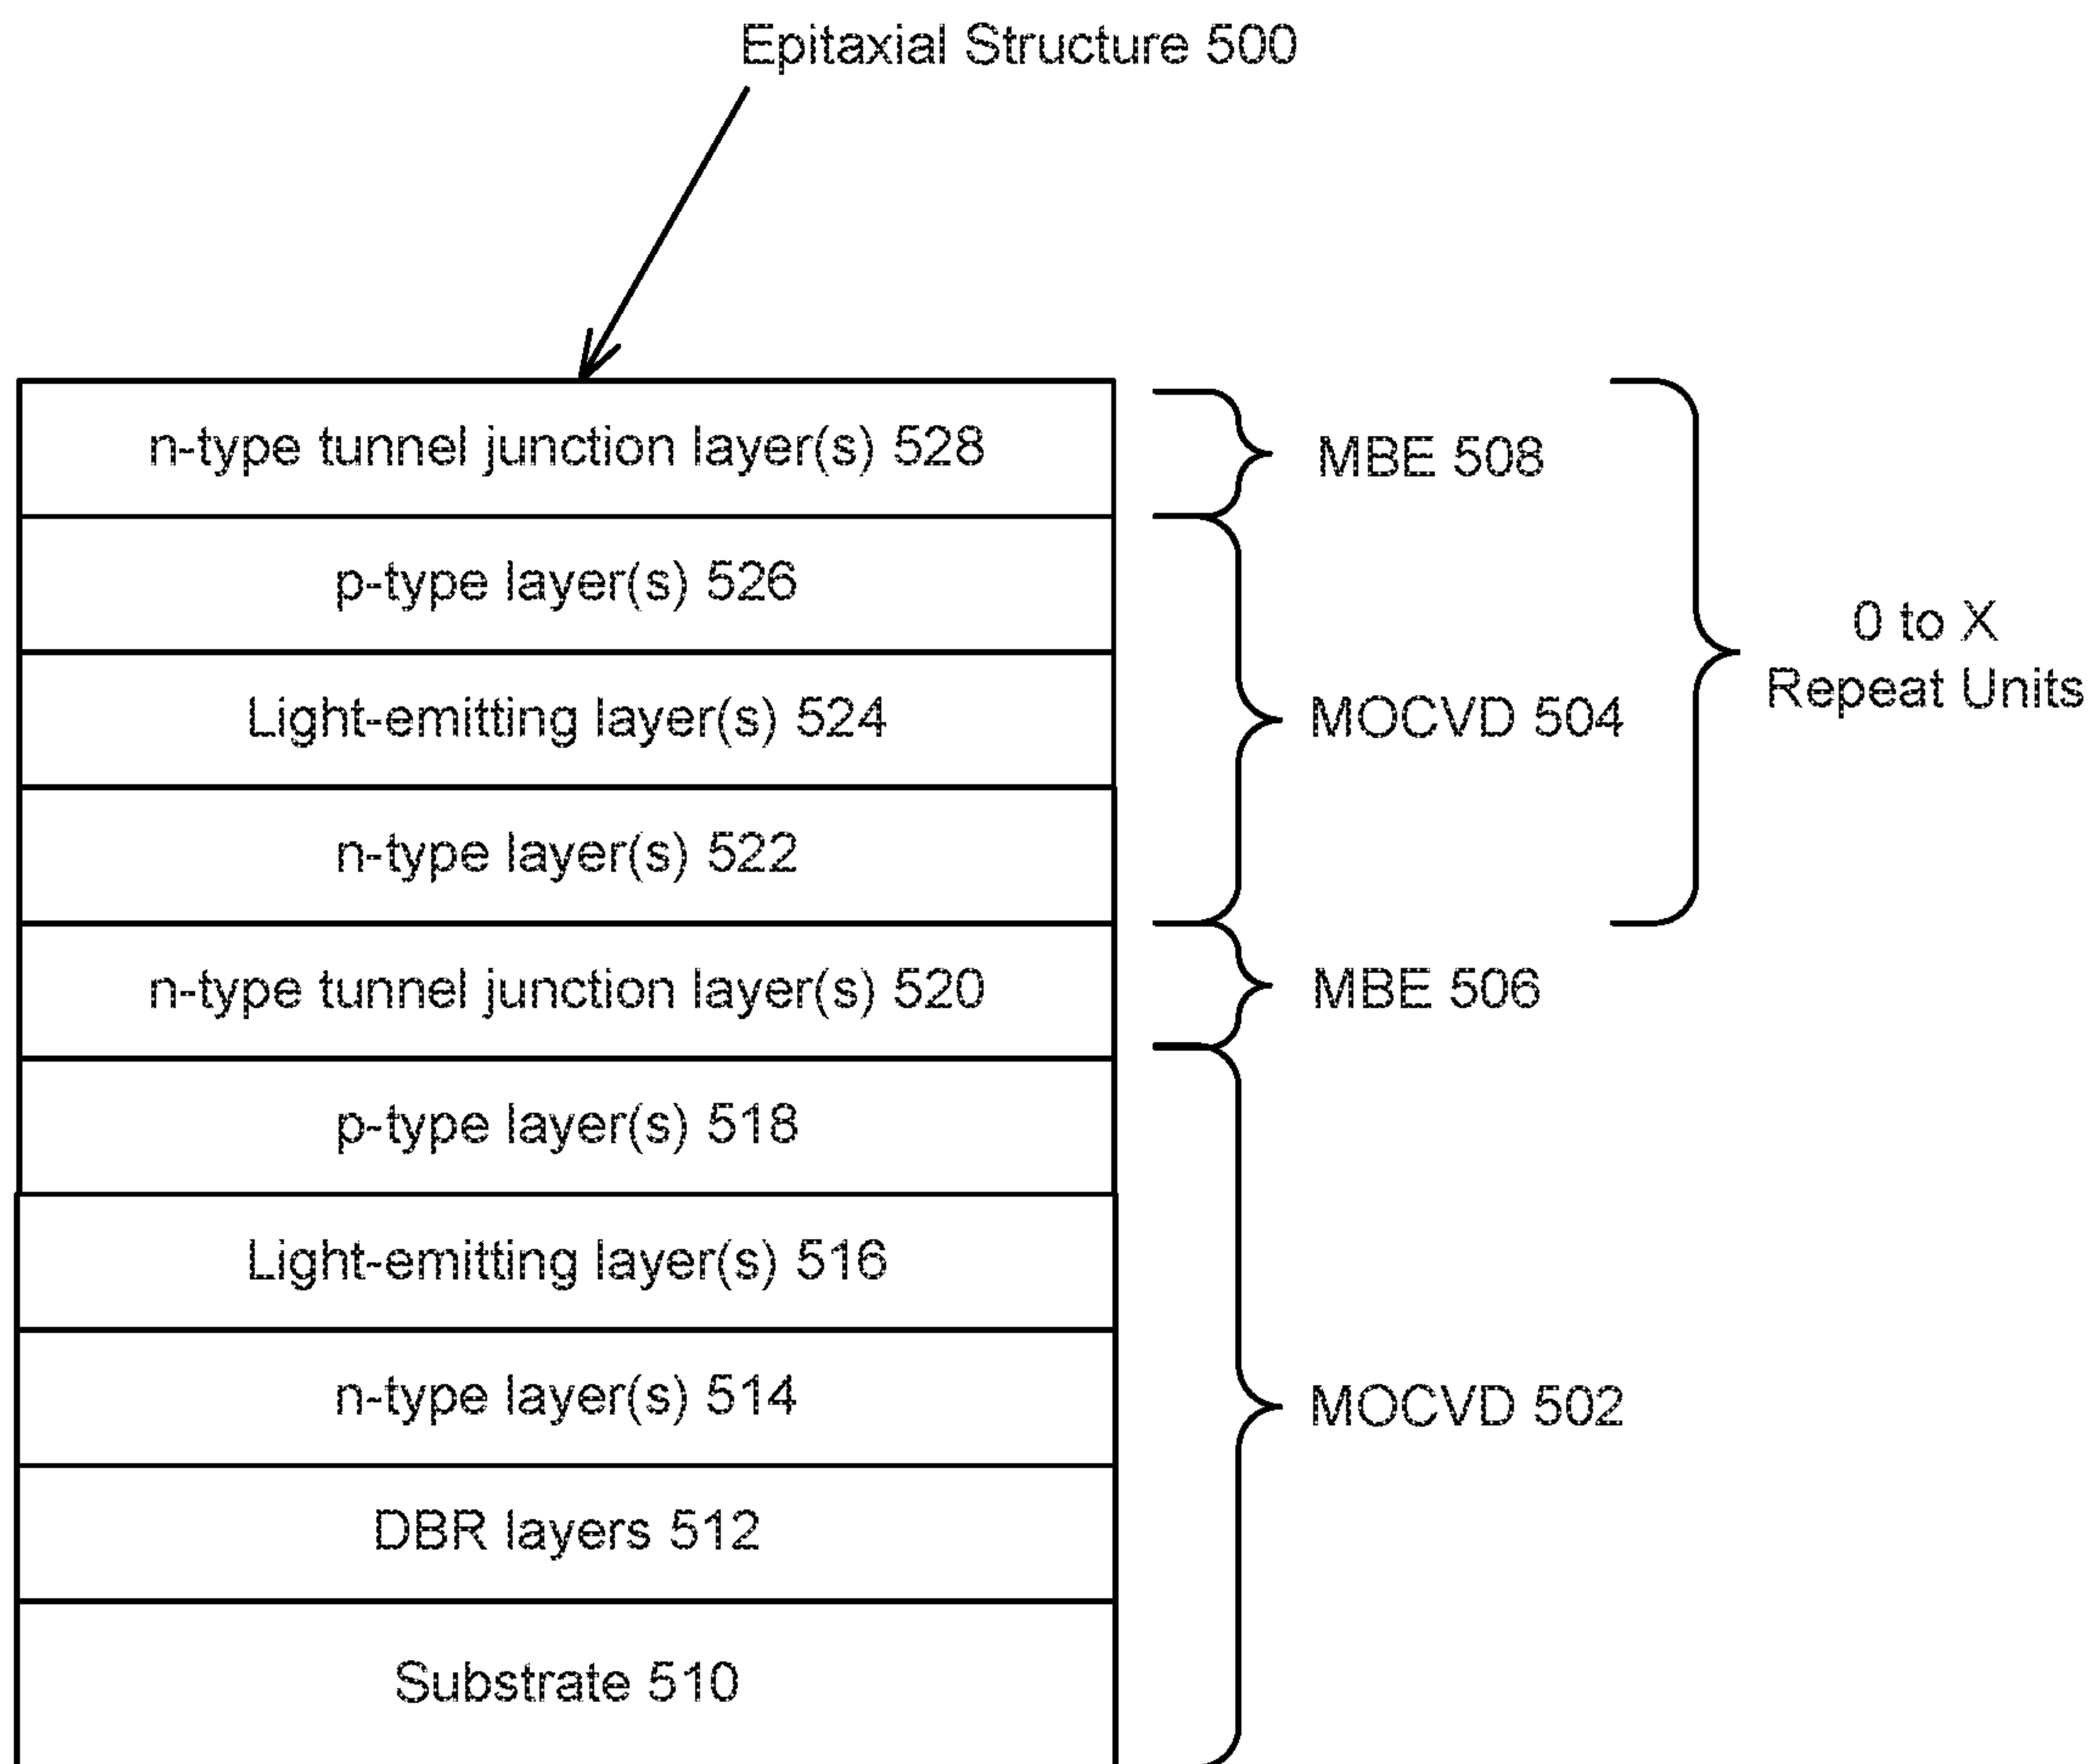 Epitaxial Structure 500
n-type tunnel junction layer(s) 528
MBE 508
p-type layer(s) 526
0 to X
Repeat Units
Light-emitting layer(s) 524
MOCVD 504
n-type layer(s) 522
n-type tunnel junction layer(s) 520
MBE 506
p-type layer(s) 518
Light-emitting layer(s) 516
n-type layer(s) 514
MOCVD 502
DBR layers 512
Substrate 510